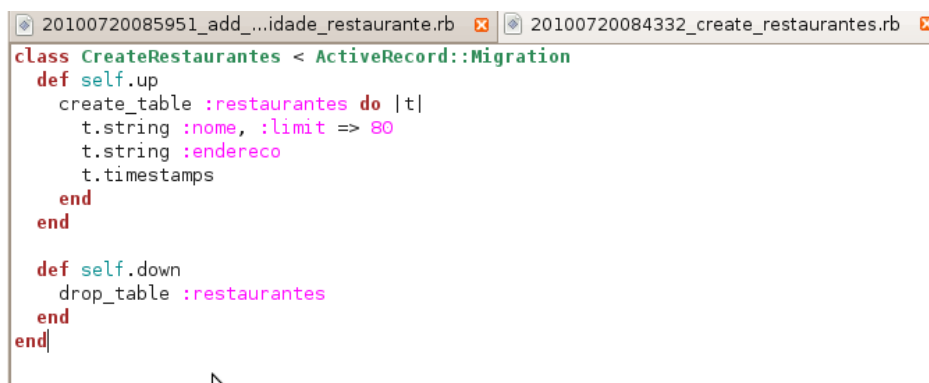 20100720085951_add_...idade_restaurante.rb 20100720084332_create_restaurantes.rb
class CreateRestaurantes < ActiveRecord::Migration
  def self.up
    create_table :restaurantes do |t|
      t.string :nome, :limit => 80
      t.string :endereco
      t.timestamps
    end
  end

  def self.down
    drop_table :restaurantes
  end
end